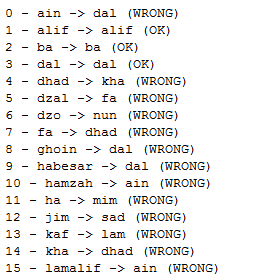 0 - ain -> dal (WRONG)
1 - alif -> alif (OK)
2 - ba -> ba (OK)
3 - dal -> dal (OK)
4 - dhad -> kha (WRONG)
5 - dzal -> fa (WRONG)
6 - dzo -> nun (WRONG)
7 - fa -> dhad (WRONG)
8 - ghoin -> dal (WRONG)
9 - habesar -> dal (WRONG)
10 - hamzah -> ain (WRONG)
11 - ha -> mim (WRONG)
12 - jim -> sad (WRONG)
13 - kaf -> lam (WRONG)
14 - kha -> dhad (WRONG)
15 - lamalif -> ain (WRONG)